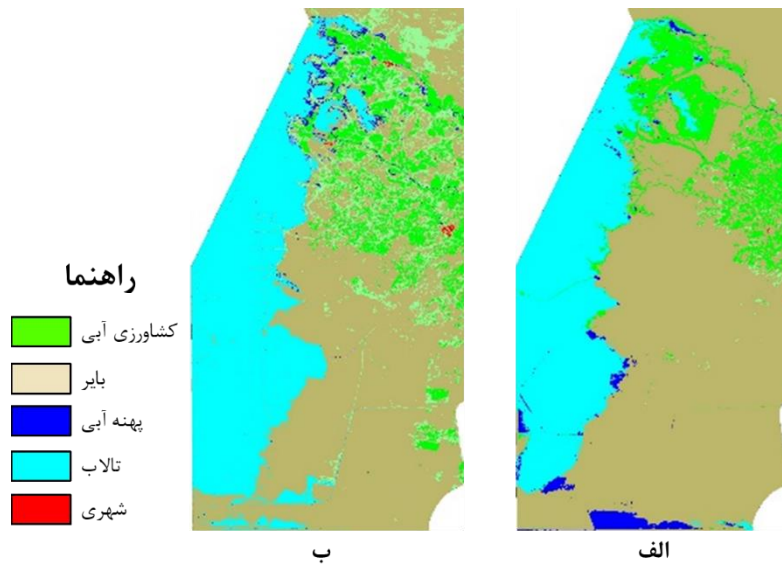 راهنما
کشاورزی آبی
بایر
پهنه آبی
تالاب
شهری
الف
ب